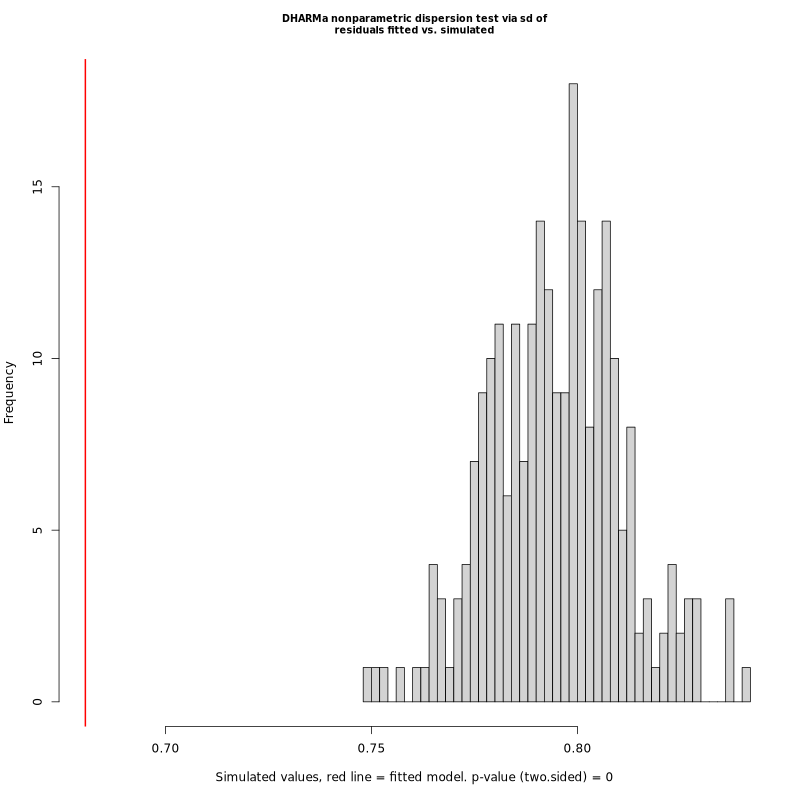 DHARMa nonparametric dispersion test via sd of
residuals fitted vs. simulated
Frequency
15
10
5
0
0.70 0.75 0.80
Simulated values, red line = fitted model. p-value (two.sided) = 0